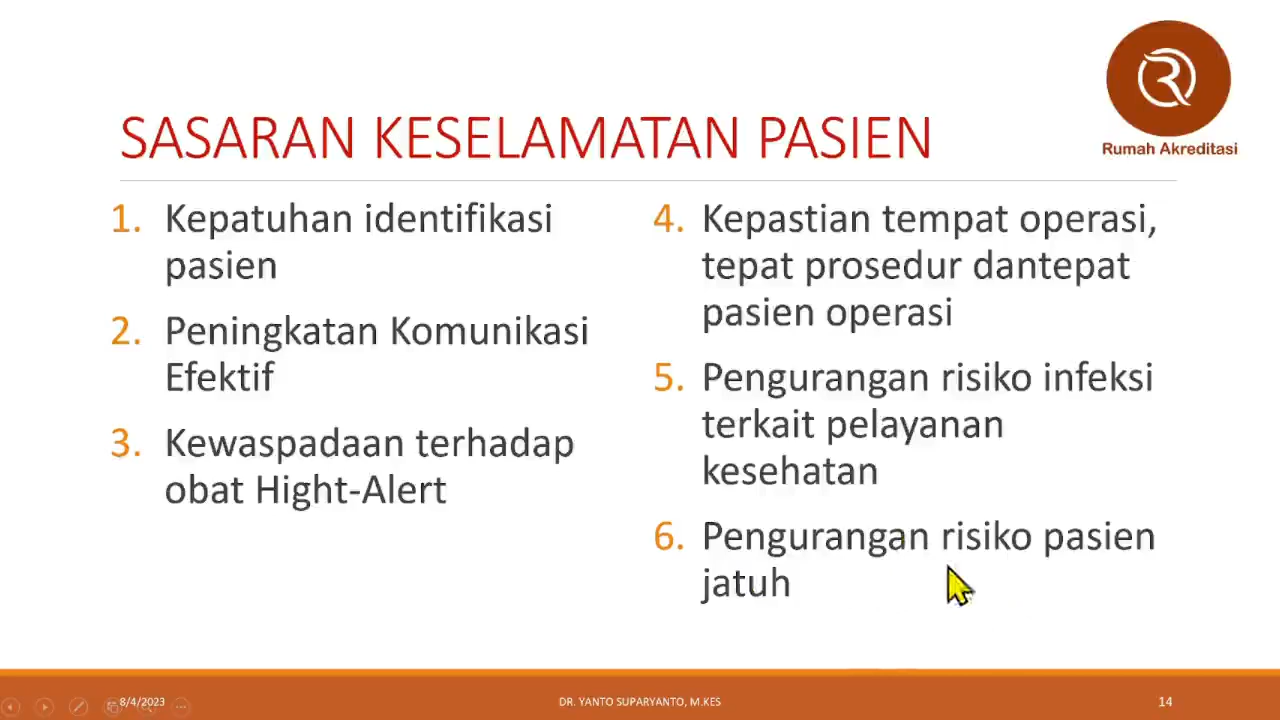 Rumah Akreditasi
SASARAN KESELAMATAN PASIEN
1. Kepatuhan identifikasi
pasien
2. Peningkatan Komunikasi
Efektif
3. Kewaspadaan terhadap
obat Hight-Alert
4. Kepastian tempat operasi,
tepat prosedur dantepat
pasien operasi
5. Pengurangan risiko infeksi
terkait pelayanan
kesehatan
6. Pengurangan risiko pasien
jatuh
8/4/2023
DR. YANTO SUPARYANTO, M.KES
14